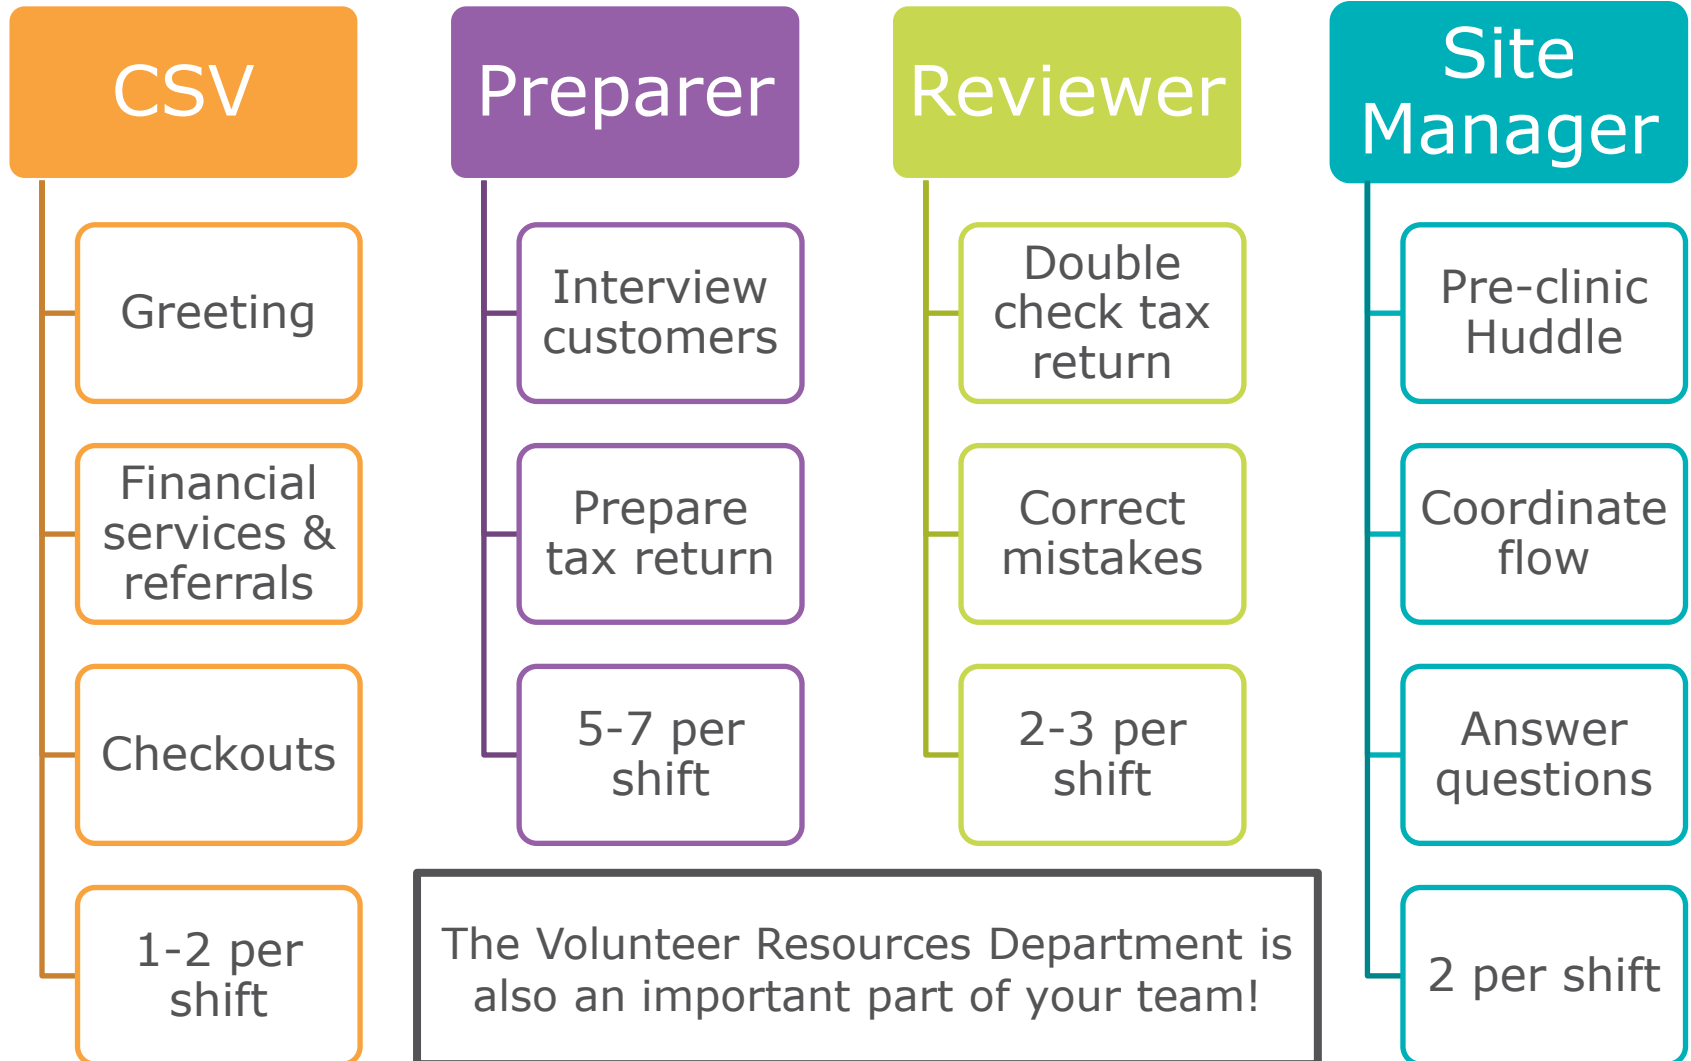 CSV
Greeting
Financial
services &
referrals
Checkouts
1-2 per
shift
Preparer
Interview
customers
Prepare
tax return
5-7 per
shift
Reviewer
Double
check tax
return
Correct
mistakes
2-3 per
shift
Site
Manager
Pre-clinic
Huddle
Coordinate
flow
Answer
questions
2 per shift
The Volunteer Resources Department is
also an important part of your team!